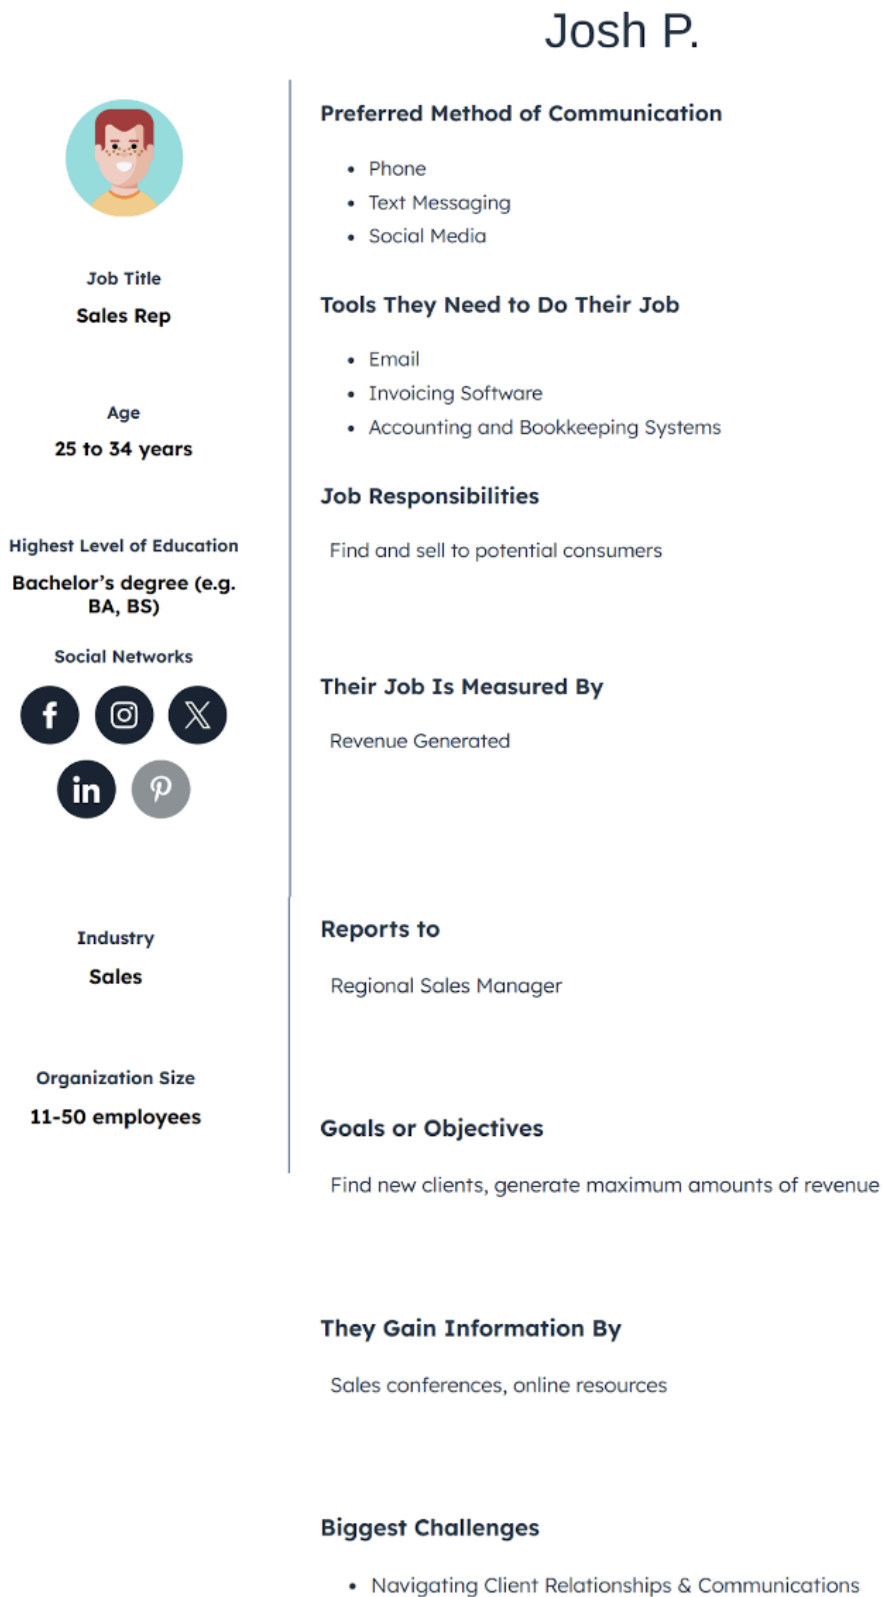 Josh P.
Job Title
Sales Rep
Age
25 to 34 years
Highest Level of Education
Bachelor's degree (e.g.
BA, BS)
Social Networks
f
X
in
Industry
Sales
Organization Size
11-50 employees
Preferred Method of Communication
• Phone
• Text Messaging
• Social Media
Tools They Need to Do Their Job
• Email
• Invoicing Software
• Accounting and Bookkeeping Systems
Job Responsibilities
Find and sell to potential consumers
Their Job Is Measured By
Revenue Generated
Reports to
Regional Sales Manager
Goals or Objectives
Find new clients, generate maximum amounts of revenue
They Gain Information By
Sales conferences, online resources
Biggest Challenges
• Navigating Client Relationships & Communications